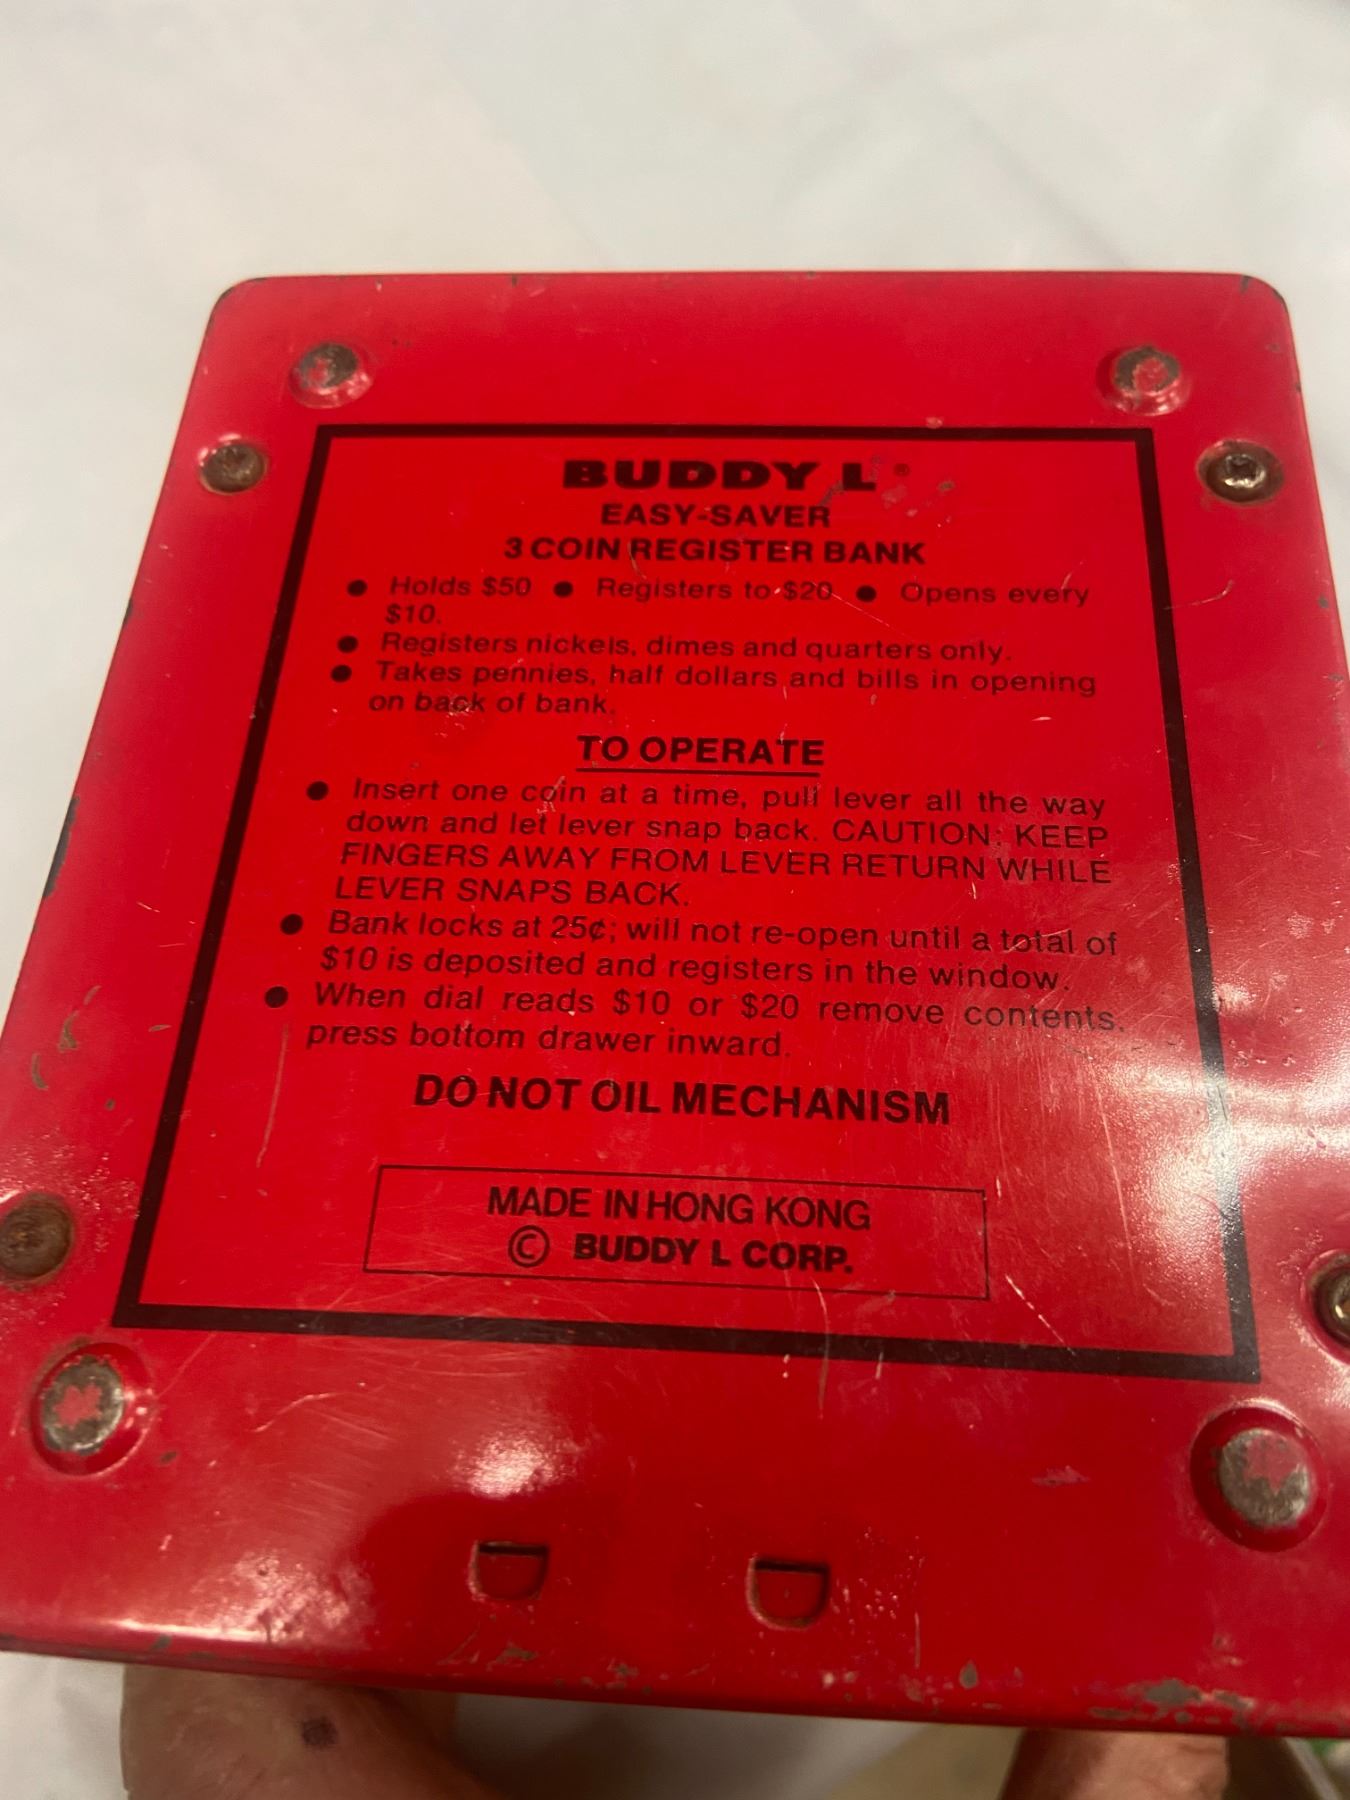 BUDDY L®
EASY-SAVER
3 COIN REGISTER BANK
● Holds $50 ● Registers to $20 ● Opens every
$10.
● Registers nickels, dimes and quarters only.
● Takes pennies, half dollars and bills in opening
on back of bank.
TO OPERATE
● Insert one coin at a time, pull lever all the way
down and let lever snap back. CAUTION: KEEP
FINGERS AWAY FROM LEVER RETURN WHILE
LEVER SNAPS BACK.
● Bank locks at 25¢; will not re-open until a total of
$10 is deposited and registers in the window.
● When dial reads $10 or $20 remove contents.
press bottom drawer inward.
DO NOT OIL MECHANISM
MADE IN HONG KONG
© BUDDY L CORP.